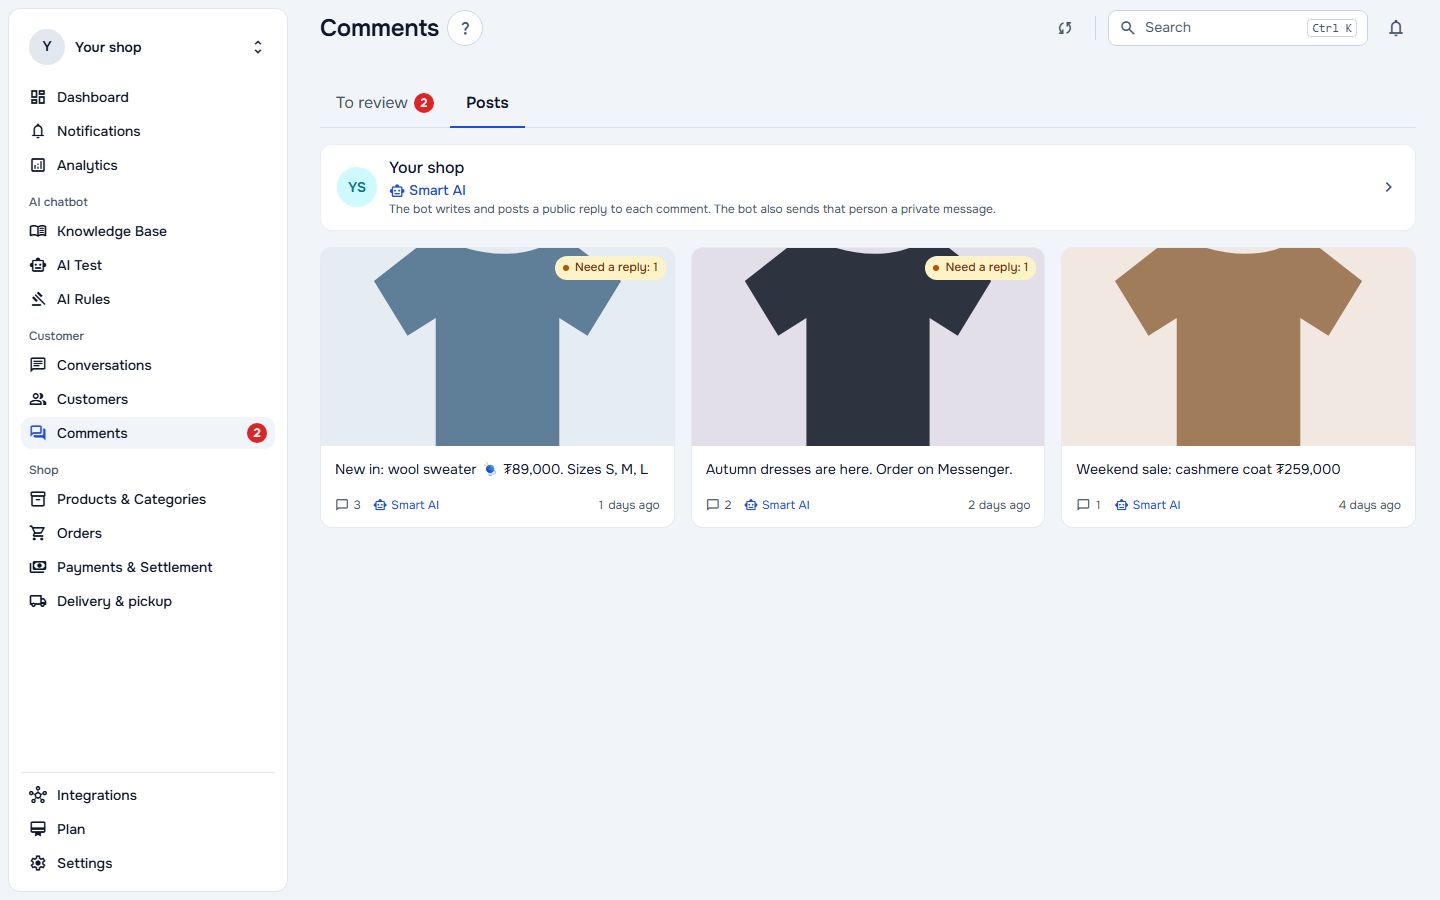 Y
Your shop
Dashboard
Notifications
Analytics
AI chatbot
Knowledge Base
AI Test
AI Rules
Customer
Conversations
Customers
Comments
2
Shop
Products & Categories
Orders
Payments & Settlement
Delivery & pickup
Integrations
Plan
Settings
Comments
?
Search
Ctrl K
To review 2
Posts
YS
Your shop
Smart AI
The bot writes and posts a public reply to each comment. The bot also sends that person a private message.
Need a reply: 1
New in: wool sweater 🧶 ₮89,000. Sizes S, M, L
3 Smart AI 1 days ago
Need a reply: 1
Autumn dresses are here. Order on Messenger.
2 Smart AI 2 days ago
Weekend sale: cashmere coat ₮259,000
1 Smart AI 4 days ago